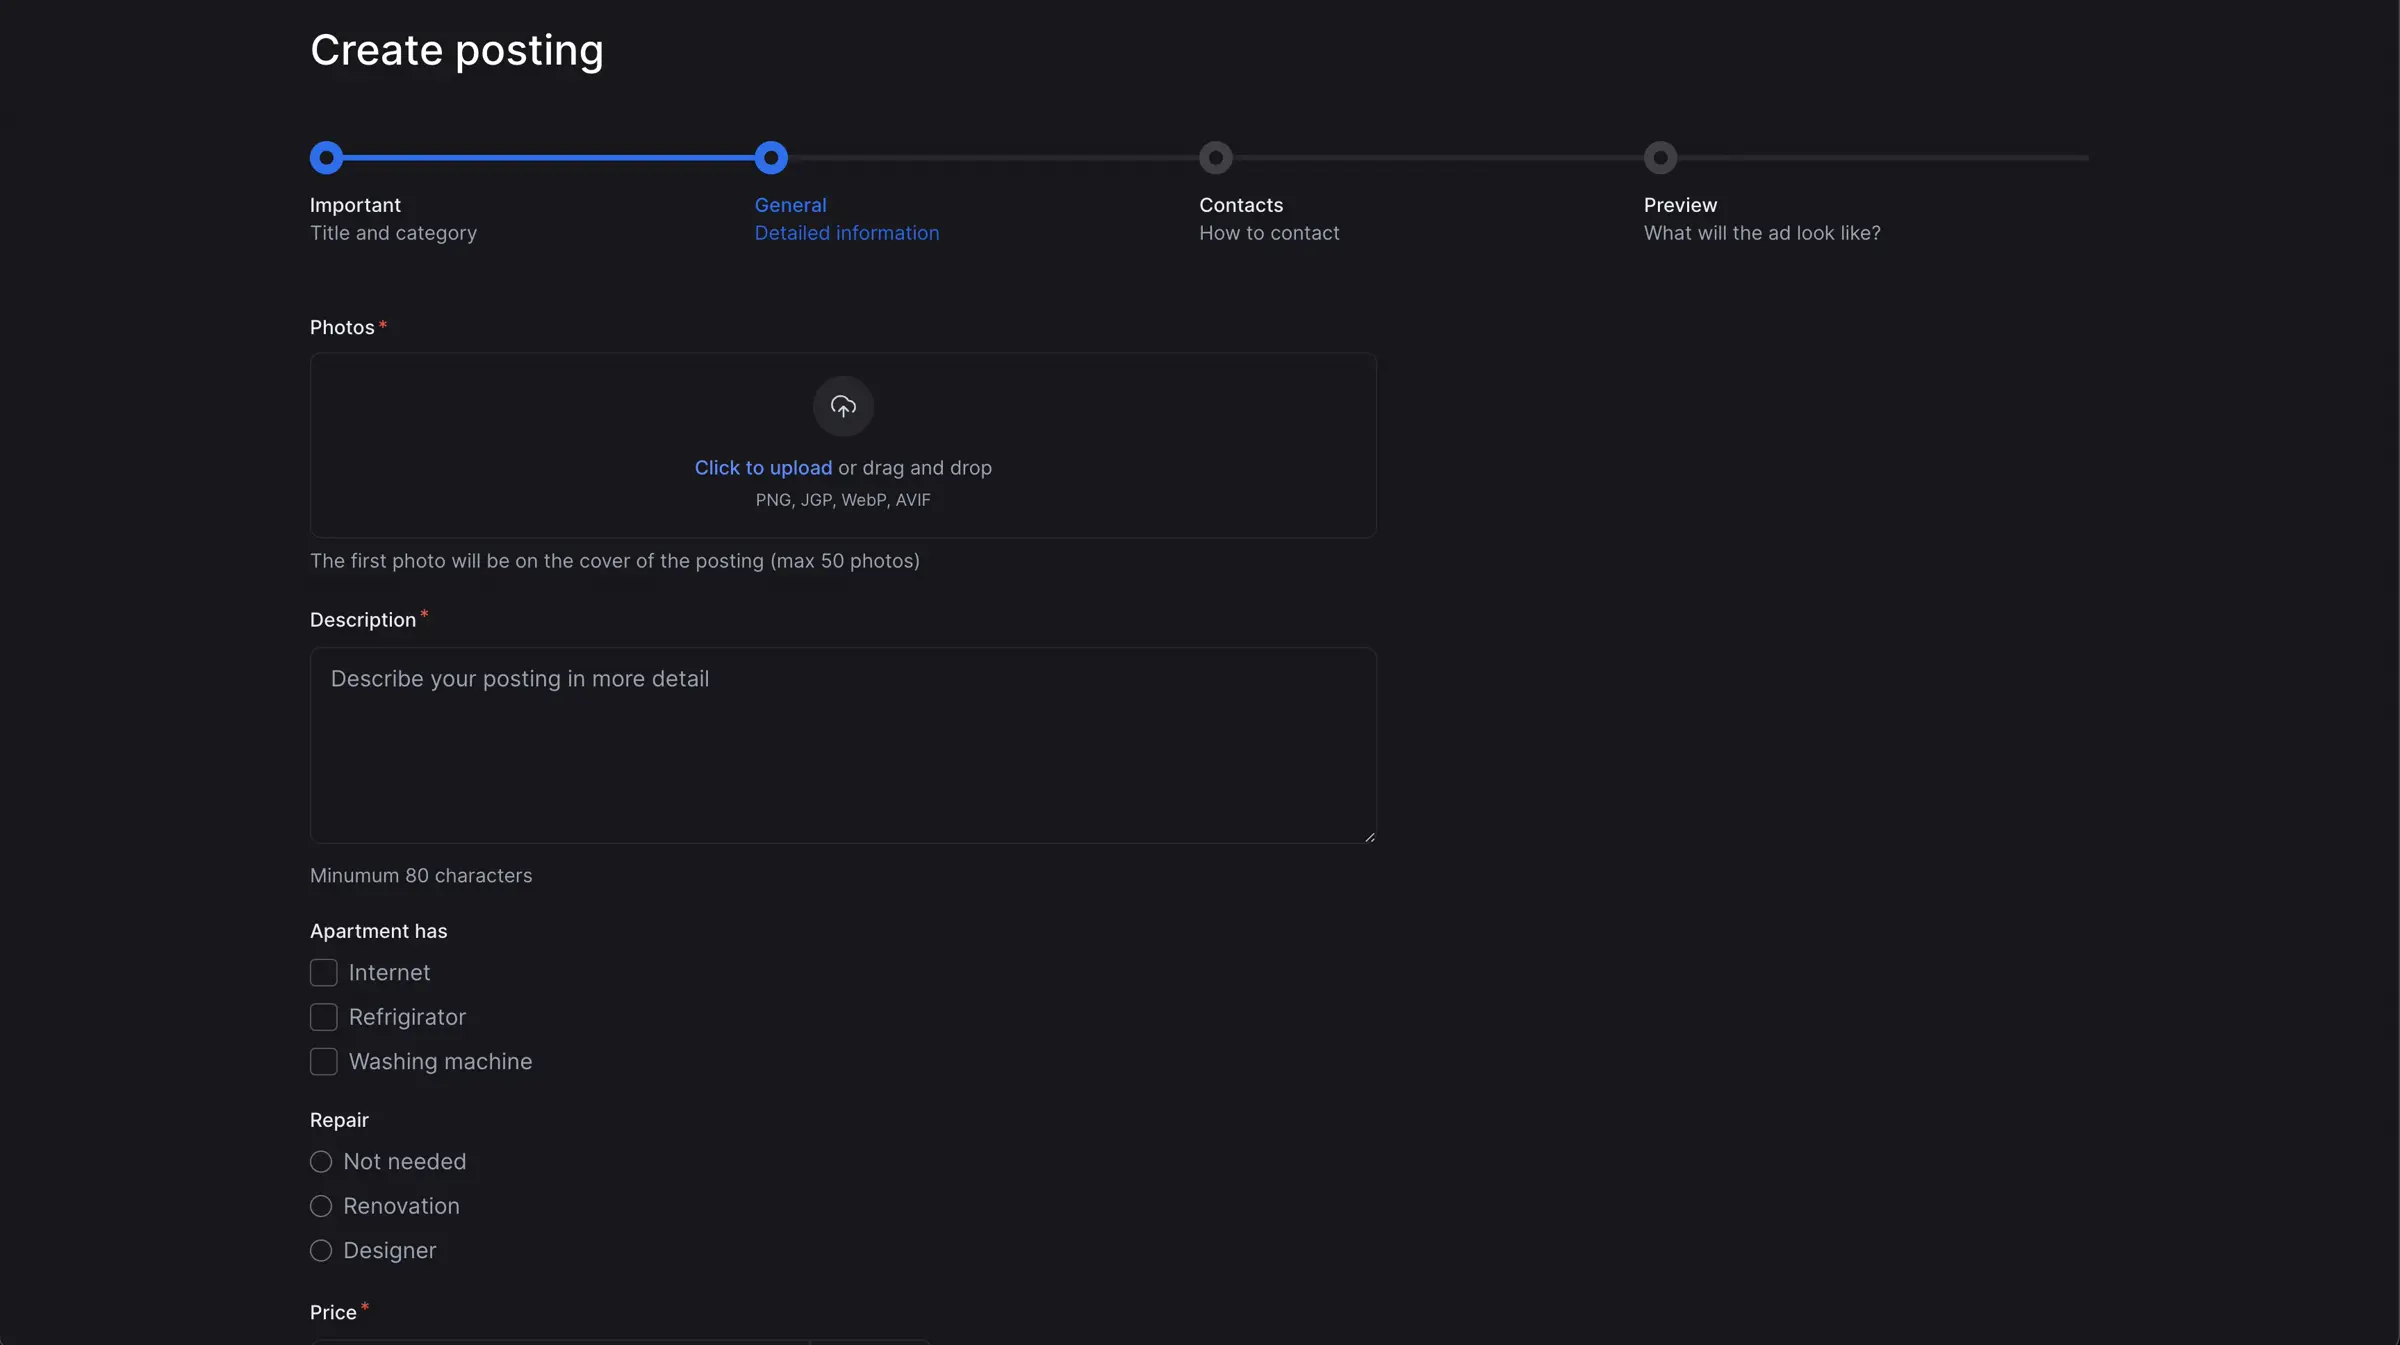 Create posting
Important
Title and category
General
Detailed information
Contacts
How to contact
Preview
What will the ad look like?
Photos *
Click to upload or drag and drop
PNG, JGP, WebP, AVIF
The first photo will be on the cover of the posting (max 50 photos)
Description *
Describe your posting in more detail
Minumum 80 characters
Apartment has
Internet
Refrigirator
Washing machine
Repair
Not needed
Renovation
Designer
Price *